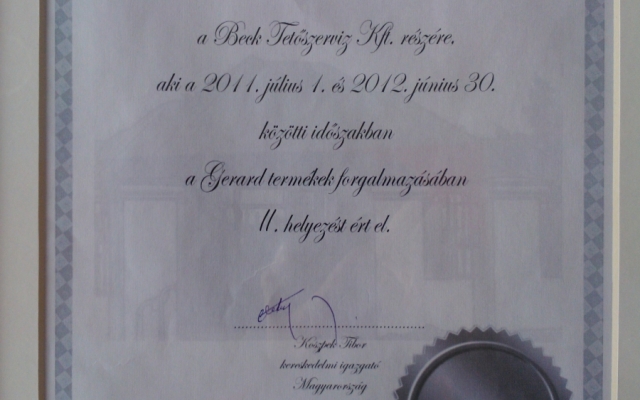 a Beck Tetőszerviz Kft. részére,
aki a 2011. július 1. és 2012. június 30.
közötti időszakban
a Gerard termékek forgalmazásában
II. helyezést ért el.
Koszpek Tibor
kereskedelmi igazgató
Magyarország